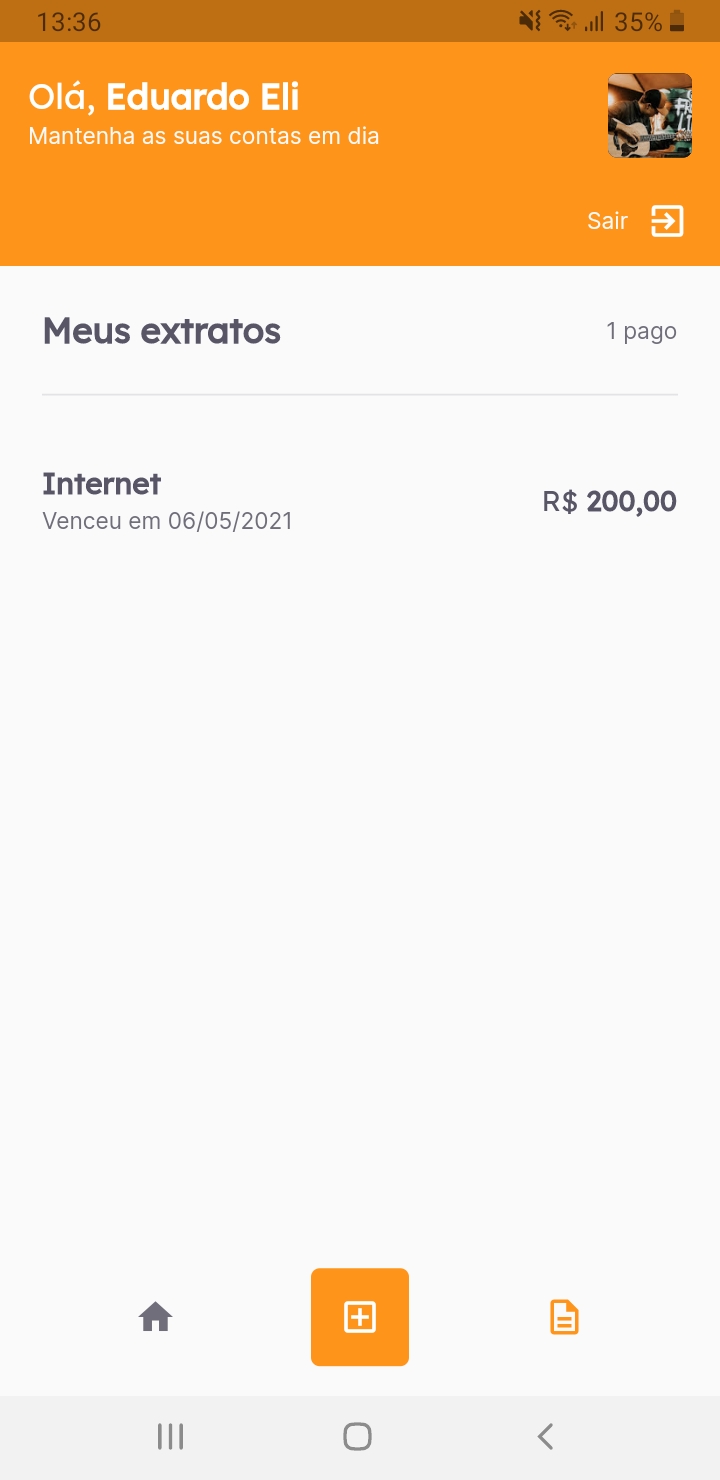 13:36 35%
Olá, Eduardo Eli
Mantenha as suas contas em dia
Sair
Meus extratos 1 pago
Internet
R$ 200,00
Venceu em 06/05/2021